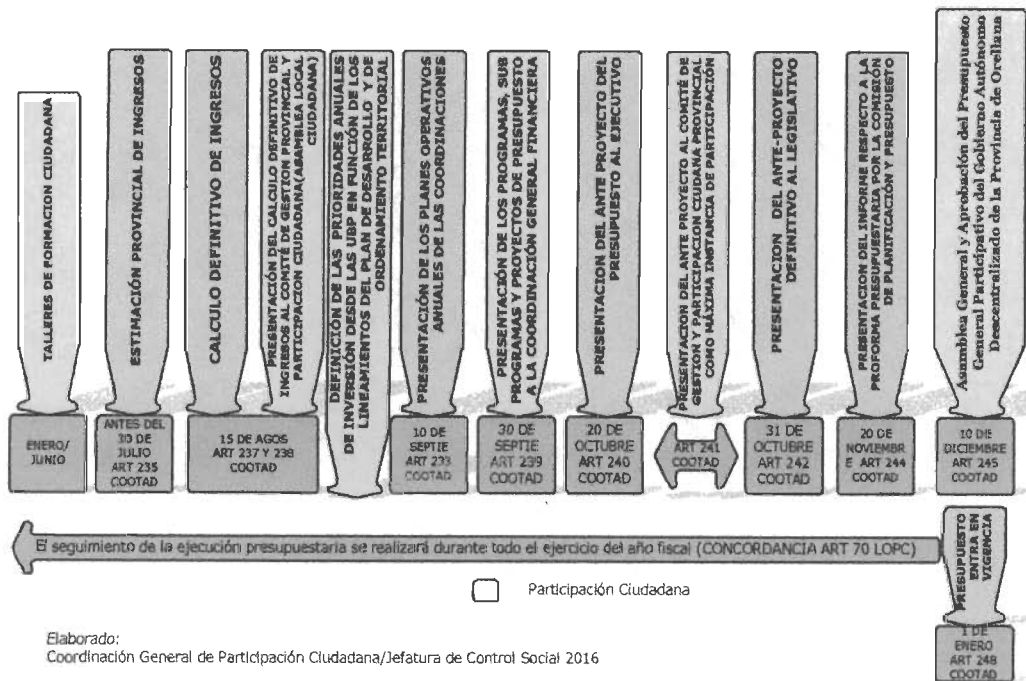 TALLERES DE FORMACION CIUDADANA
ENERO/
JUNIO
ESTIMACIÓN PROVINCIAL DE INGRESOS
ANTES DEL
30 DE
JULIO
ART 235
COOTAD
CALCULO DEFINITIVO DE INGRESOS
PRESENTACIÓN DEL CALCULO DEFINITIVO DE
INGRESOS AL COMITÉ DE GESTION PROVINCIAL Y
PARTICIPACION CIUDADANA(ASAMBLEA LOCAL
CIUDADANA)
15 DE AGOS
ART 237 Y 238
COOTAD
DEFINICIÓN DE LAS PRIORIDADES ANUALES
DE INVERSIÓN DESDE LAS UBP EN FUNCIÓN DE LOS
LINEAMIENTOS DEL PLAN DE DESARROLLO Y DE
ORDENAMIENTO TERRITORIAL
PRESENTACIÓN DE LOS PLANES OPERATIVOS
ANUALES DE LAS COORDINACIONES
10 DE
SEPTIE
ART 233
COOTAD
PRESENTACIÓN DE LOS PROGRAMAS, SUB
PROGRAMAS Y PROYECTOS DE PRESUPUESTO
A LA COORDINACIÓN GENERAL FINANCIERA
30 DE
SEPTIE
ART 239
COOTAD
PRESENTACION DEL ANTE PROYECTO DEL
PRESUPUESTO AL EJECUTIVO
20 DE
OCTUBRE
ART 240
COOTAD
PRESENTACION DEL ANTE PROYECTO AL COMITÉ DE
GESTION Y PARTICIPACION CIUDANA PROVINCIAL
COMO MÁXIMA INSTANCIA DE PARTICIPACIÓN
ART 241
COOTAD
PRESENTACION DEL ANTE-PROYECTO
DEFINITIVO AL LEGISLATIVO
31 DE
OCTUBRE
ART 242
COOTAD
PRESENTACION DEL INFORME RESPECTO A LA
PROFORMA PRESUPUESTARIA POR LA COMISIÓN
DE PLANIFICACIÓN Y PRESUPUESTO
20 DE
NOVIEMBR
E ART 244
COOTAD
Asamblea General y Aprobación del Presupuesto
General Participativo del Gobierno Autónomo
Descentralizado de la Provincia de Orellana
10 DE
DICIEMBRE
ART 245
COOTAD
El seguimiento de la ejecución presupuestaria se realizará durante todo el ejercicio del año fiscal (CONCORDANCIA ART 70 LOPC)
PRESUPUESTO
ENTRA EN
VIGENCIA
1 DE
ENERO
ART 248
COOTAD
Participación Ciudadana
Elaborado:
Coordinación General de Participación Ciudadana/Jefatura de Control Social 2016